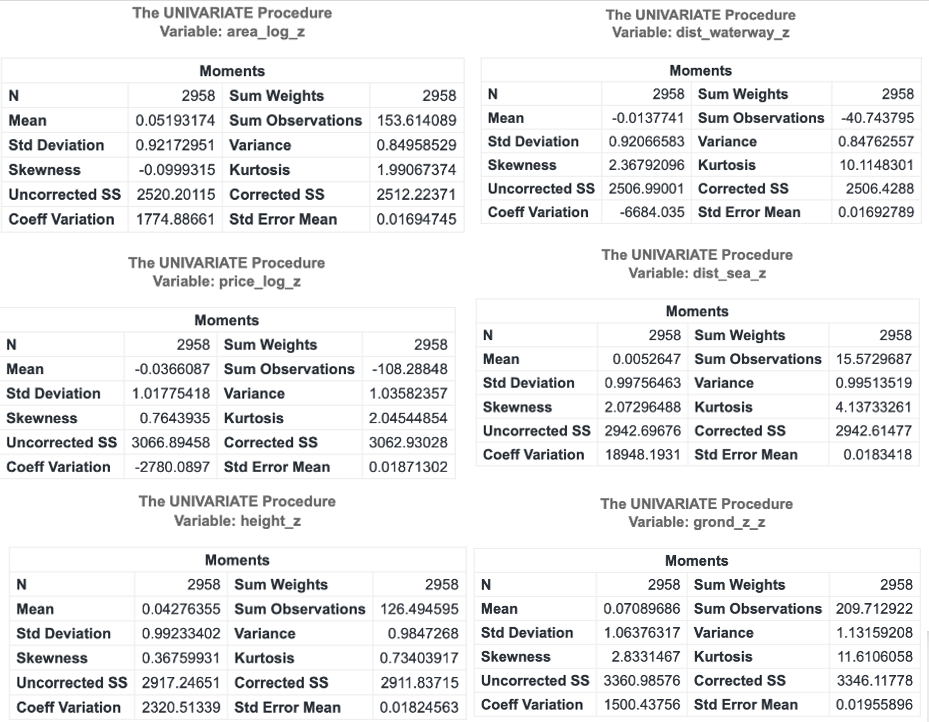 The UNIVARIATE Procedure
Variable: area_log_z
Moments
N 2958 Sum Weights 2958
Mean 0.05193174 Sum Observations 153.614089
Std Deviation 0.92172951 Variance 0.84958529
Skewness -0.0999315 Kurtosis 1.99067374
Uncorrected SS 2520.20115 Corrected SS 2512.22371
Coeff Variation 1774.88661 Std Error Mean 0.01694745
The UNIVARIATE Procedure
Variable: dist_waterway_z
Moments
N 2958 Sum Weights 2958
Mean -0.0137741 Sum Observations -40.743795
Std Deviation 0.92066583 Variance 0.84762557
Skewness 2.36792096 Kurtosis 10.1148301
Uncorrected SS 2506.99001 Corrected SS 2506.4288
Coeff Variation -6684.035 Std Error Mean 0.01692789
The UNIVARIATE Procedure
Variable: price_log_z
Moments
N 2958 Sum Weights 2958
Mean -0.0366087 Sum Observations -108.28848
Std Deviation 1.01775418 Variance 1.03582357
Skewness 0.7643935 Kurtosis 2.04544854
Uncorrected SS 3066.89458 Corrected SS 3062.93028
Coeff Variation -2780.0897 Std Error Mean 0.01871302
The UNIVARIATE Procedure
Variable: dist_sea_z
Moments
N 2958 Sum Weights 2958
Mean 0.0052647 Sum Observations 15.5729687
Std Deviation 0.99756463 Variance 0.99513519
Skewness 2.07296488 Kurtosis 4.13733261
Uncorrected SS 2942.69676 Corrected SS 2942.61477
Coeff Variation 18948.1931 Std Error Mean 0.0183418
The UNIVARIATE Procedure
Variable: height_z
Moments
N 2958 Sum Weights 2958
Mean 0.04276355 Sum Observations 126.494595
Std Deviation 0.99233402 Variance 0.9847268
Skewness 0.36759931 Kurtosis 0.73403917
Uncorrected SS 2917.24651 Corrected SS 2911.83715
Coeff Variation 2320.51339 Std Error Mean 0.01824563
The UNIVARIATE Procedure
Variable: grond_z_z
Moments
N 2958 Sum Weights 2958
Mean 0.07089686 Sum Observations 209.712922
Std Deviation 1.06376317 Variance 1.13159208
Skewness 2.8331467 Kurtosis 11.6106058
Uncorrected SS 3360.98576 Corrected SS 3346.11778
Coeff Variation 1500.43756 Std Error Mean 0.01955896